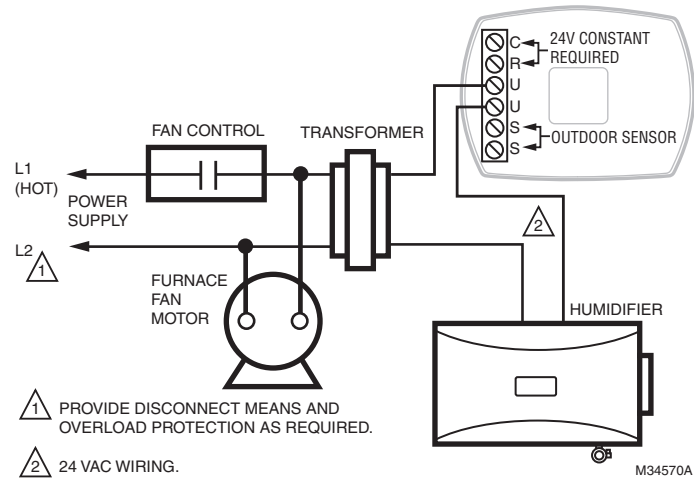 C
24V CONSTANT
REQUIRED
R
U
U
S
OUTDOOR SENSOR
S
FAN CONTROL
TRANSFORMER
L1
(HOT)
POWER
SUPPLY
L2
1
2
FURNACE
FAN
MOTOR
HUMIDIFIER
1 PROVIDE DISCONNECT MEANS AND
OVERLOAD PROTECTION AS REQUIRED.
2 24 VAC WIRING.
M34570A